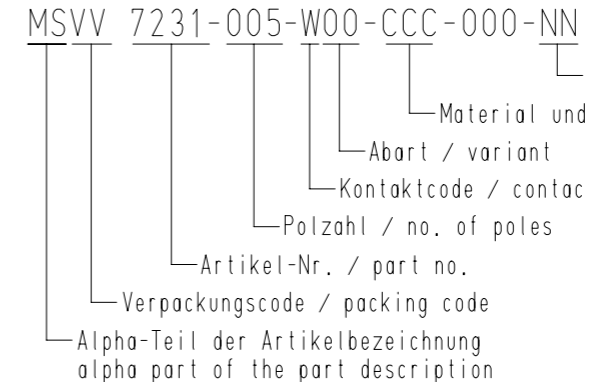 MSVV 7231-005-W00-CCC-000-NN
Material und
Abart / variant
Kontaktcode / contac
Polzahl / no. of poles
Artikel-Nr. / part no.
Verpackungscode / packing code
Alpha-Teil der Artikelbezeichnung
alpha part of the part description